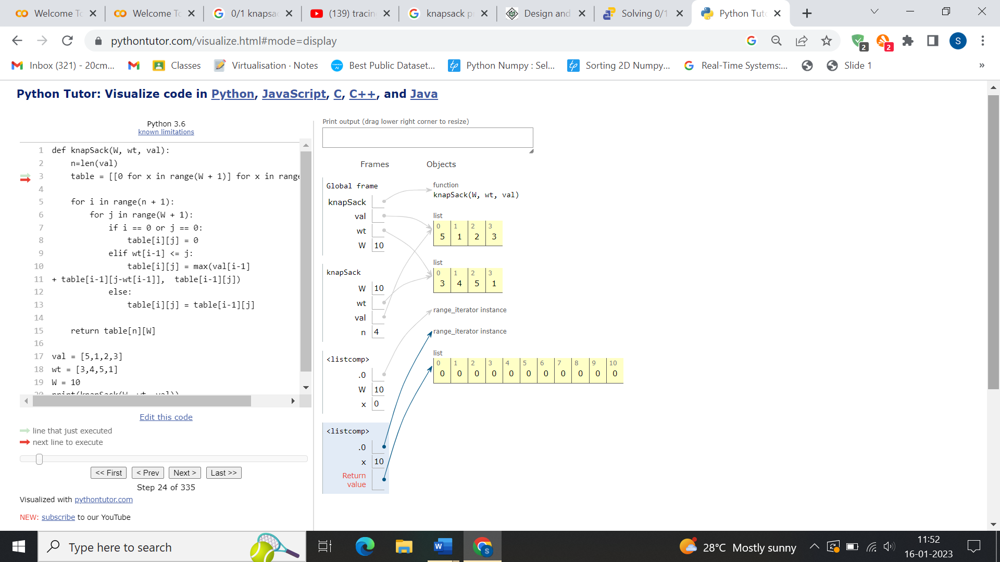 Welcome To
Welcome To
0/1 knapsac
(139) tracin
knapsack pr
Design and
Solving 0/1
Python Tuto
pythontutor.com/visualize.html#mode=display
2
2
S
Inbox (321) - 20cm...
Classes
Virtualisation · Notes
Best Public Dataset...
Python Numpy : Sel...
Sorting 2D Numpy...
Real-Time Systems:...
Slide 1
»
Python Tutor: Visualize code in Python, JavaScript, C, C++, and Java
Python 3.6
known limitations
1 def knapSack(W, wt, val):
2 n=len(val)
3 table = [[0 for x in range(W + 1)] for x in range
4
5 for i in range(n + 1):
6 for j in range(W + 1):
7 if i == 0 or j == 0:
8 table[i][j] = 0
9 elif wt[i-1] <= j:
10 table[i][j] = max(val[i-1]
11 + table[i-1][j-wt[i-1]], table[i-1][j])
12 else:
13 table[i][j] = table[i-1][j]
14
15 return table[n][W]
16
17 val = [5,1,2,3]
18 wt = [3,4,5,1]
19 W = 10
20 print(knapSack(W, wt, val))
Edit this code
line that just executed
next line to execute
<< First
< Prev
Next >
Last >>
Step 24 of 335
Visualized with pythontutor.com
NEW: subscribe to our YouTube
Print output (drag lower right corner to resize)
Frames
Objects
Global frame
knapSack
val
wt
W 10
knapSack
W 10
wt
val
n 4
<listcomp>
.0
W 10
x 0
<listcomp>
.0
x 10
Return
value
function
knapSack(W, wt, val)
list
0 1 2 3
5 1 2 3
list
0 1 2 3
3 4 5 1
range_iterator instance
range_iterator instance
list
0 1 2 3 4 5 6 7 8 9 10
0 0 0 0 0 0 0 0 0 0 0
Type here to search
W
S
28°C Mostly sunny
11:52
16-01-2023